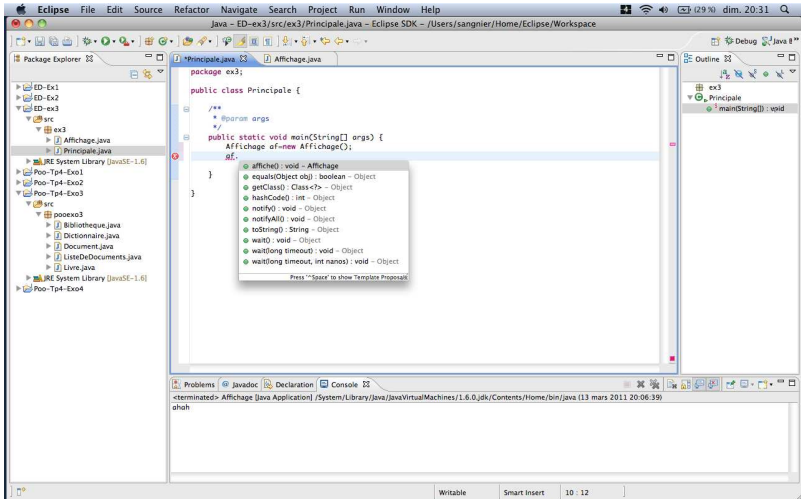 Eclipse File Edit Source Refactor Navigate Search Project Run Window Help (29 %) dim. 20:31
Java – ED-ex3/src/ex3/Principale.java – Eclipse SDK – /Users/sangnier/Home/Eclipse/Workspace
Debug Java
Package Explorer
*Principale.java Affichage.java
Outline
ED-Ex1
ED-Ex2
ED-ex3
src
ex3
Affichage.java
Principale.java
JRE System Library [JavaSE-1.6]
Poo-Tp4-Exo1
Poo-Tp4-Exo2
Poo-Tp4-Exo3
src
pooexo3
Bibliotheque.java
Dictionnaire.java
Document.java
ListeDeDocuments.java
Livre.java
JRE System Library [JavaSE-1.6]
Poo-Tp4-Exo4
package ex3;
public class Principale {
/**
* @param args
*/
public static void main(String[] args) {
Affichage af=new Affichage();
af.
}
}
affiche() : void – Affichage
equals(Object obj) : boolean – Object
getClass() : Class<?> – Object
hashCode() : int – Object
notify() : void – Object
notifyAll() : void – Object
toString() : String – Object
wait() : void – Object
wait(long timeout) : void – Object
wait(long timeout, int nanos) : void – Object
Press '^Space' to show Template Proposals
ex3
Principale
main(String[]) : void
Problems @ Javadoc Declaration Console
<terminated> Affichage [Java Application] /System/Library/Java/JavaVirtualMachines/1.6.0.jdk/Contents/Home/bin/java (13 mars 2011 20:06:39)
ahah
Writable Smart Insert 10 : 12